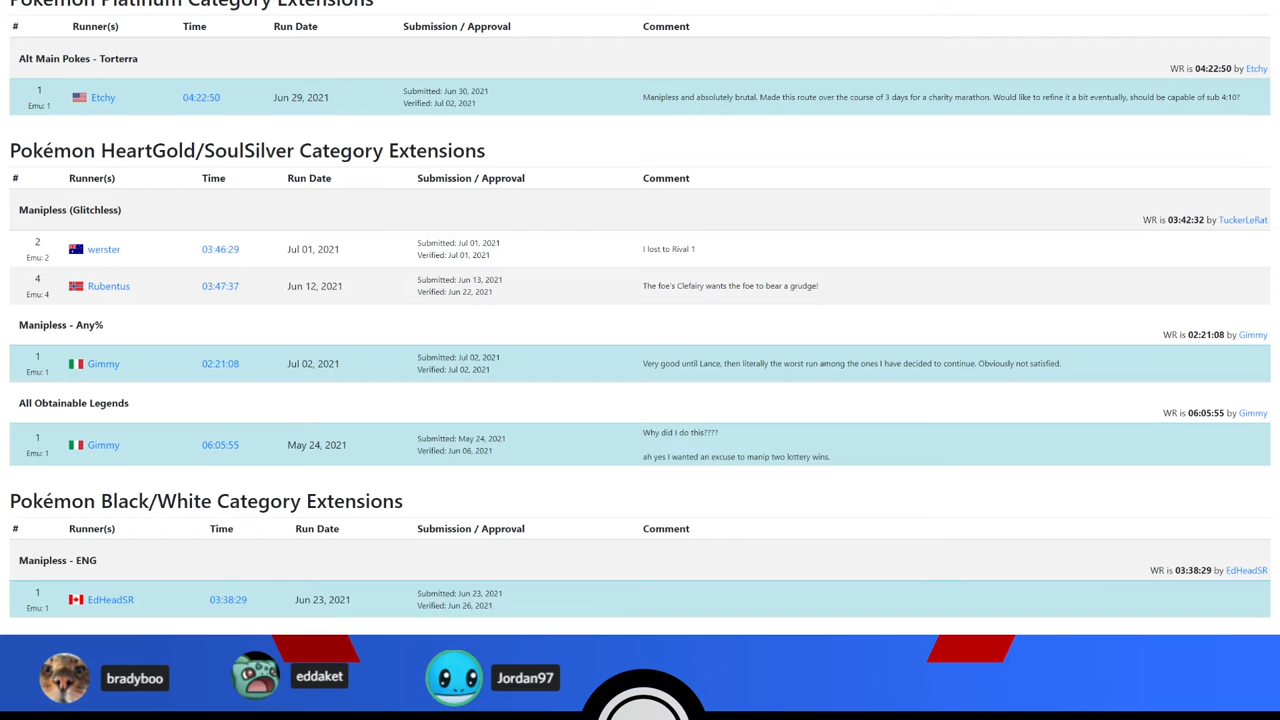 Pokémon Platinum Category Extensions
# Runner(s) Time Run Date Submission / Approval Comment
Alt Main Pokes - Torterra
WR is 04:22:50 by Etchy
1 Emu: 1 Etchy 04:22:50 Jun 29, 2021 Submitted: Jun 30, 2021 Verified: Jul 02, 2021 Manipless and absolutely brutal. Made this route over the course of 3 days for a charity marathon. Would like to refine it a bit eventually, should be capable of sub 4:10?
Pokémon HeartGold/SoulSilver Category Extensions
# Runner(s) Time Run Date Submission / Approval Comment
Manipless (Glitchless)
WR is 03:42:32 by TuckerLeRat
2 Emu: 2 werster 03:46:29 Jul 01, 2021 Submitted: Jul 01, 2021 Verified: Jul 01, 2021 I lost to Rival 1
4 Emu: 4 Rubentus 03:47:37 Jun 12, 2021 Submitted: Jun 13, 2021 Verified: Jun 22, 2021 The foe's Clefairy wants the foe to bear a grudge!
Manipless - Any%
WR is 02:21:08 by Gimmy
1 Emu: 1 Gimmy 02:21:08 Jul 02, 2021 Submitted: Jul 02, 2021 Verified: Jul 02, 2021 Very good until Lance, then literally the worst run among the ones I have decided to continue. Obviously not satisfied.
All Obtainable Legends
WR is 06:05:55 by Gimmy
1 Emu: 1 Gimmy 06:05:55 May 24, 2021 Submitted: May 24, 2021 Verified: Jun 06, 2021 Why did I do this????
ah yes I wanted an excuse to manip two lottery wins.
Pokémon Black/White Category Extensions
# Runner(s) Time Run Date Submission / Approval Comment
Manipless - ENG
WR is 03:38:29 by EdHeadSR
1 Emu: 1 EdHeadSR 03:38:29 Jun 23, 2021 Submitted: Jun 23, 2021 Verified: Jun 26, 2021
bradyboo eddaket Jordan97